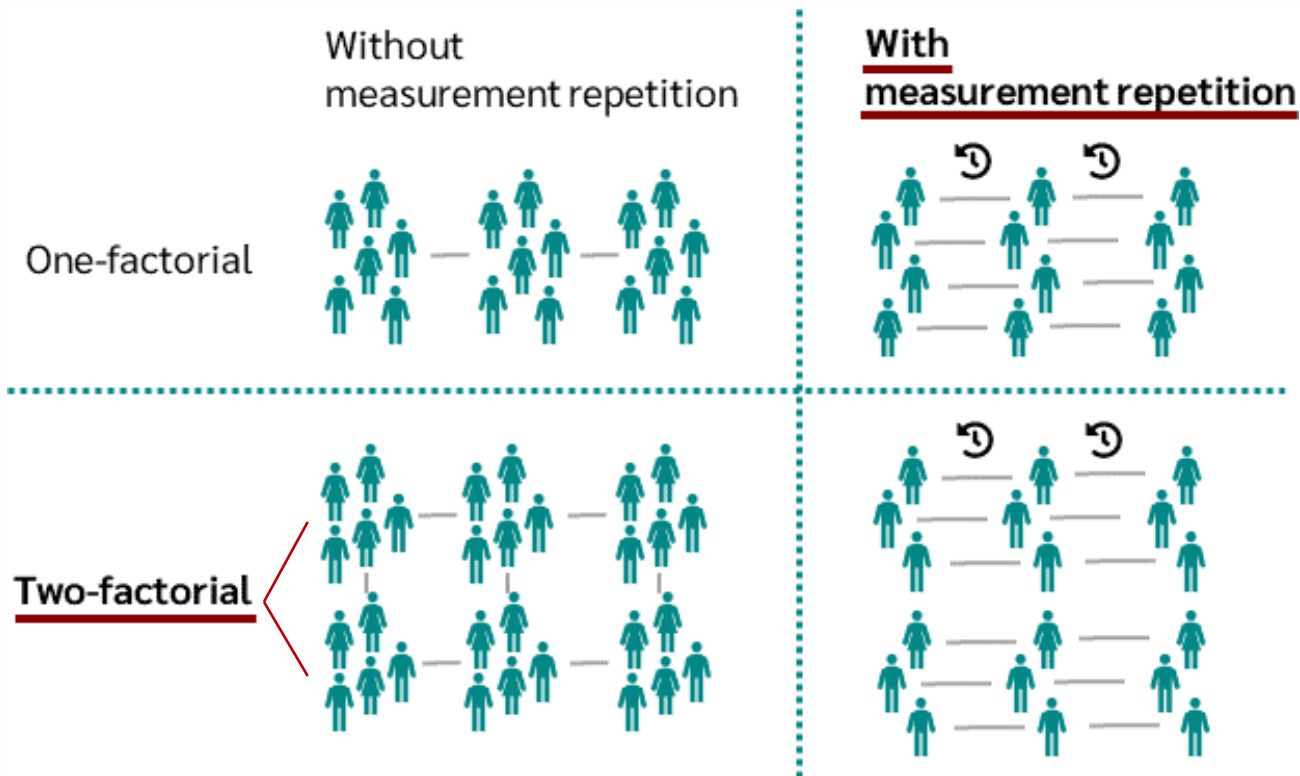 Without
measurement repetition
With
measurement repetition
One-factorial
Two-factorial